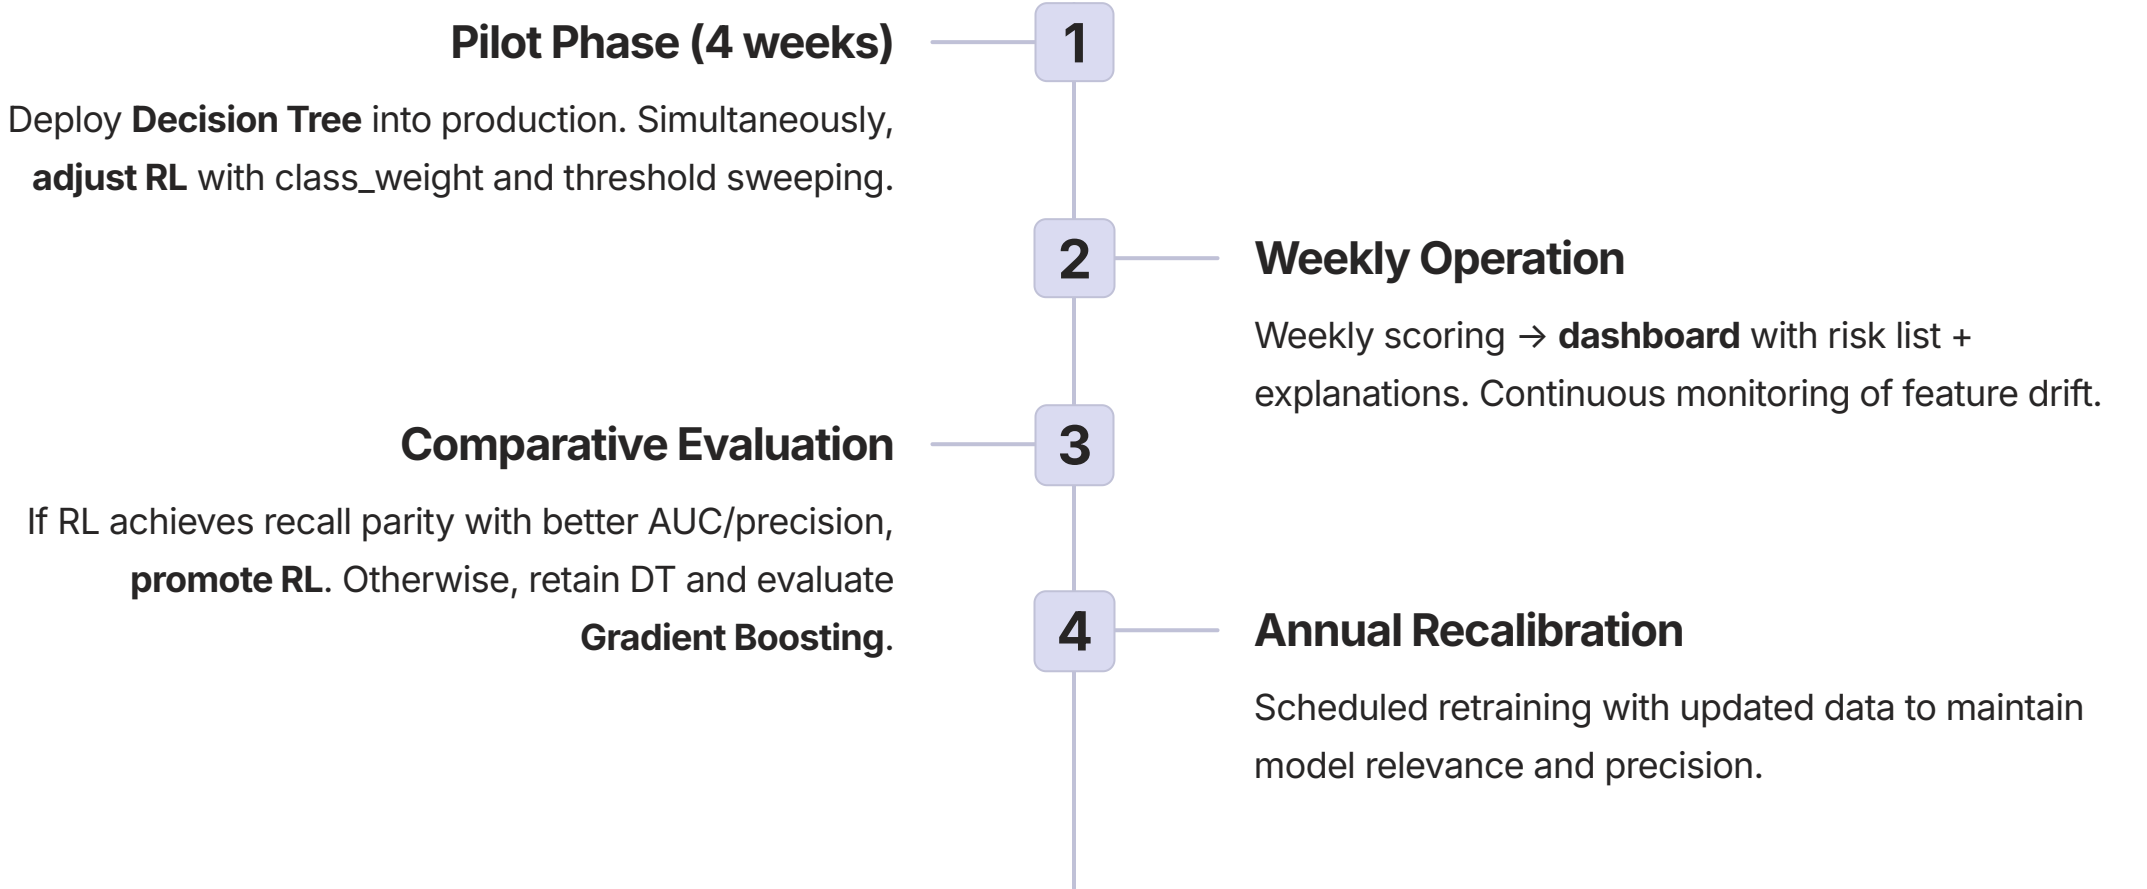 1
Pilot Phase (4 weeks)
Deploy Decision Tree into production. Simultaneously,
adjust RL with class_weight and threshold sweeping.
2
Weekly Operation
Weekly scoring → dashboard with risk list +
explanations. Continuous monitoring of feature drift.
3
Comparative Evaluation
If RL achieves recall parity with better AUC/precision,
promote RL. Otherwise, retain DT and evaluate
Gradient Boosting.
4
Annual Recalibration
Scheduled retraining with updated data to maintain
model relevance and precision.